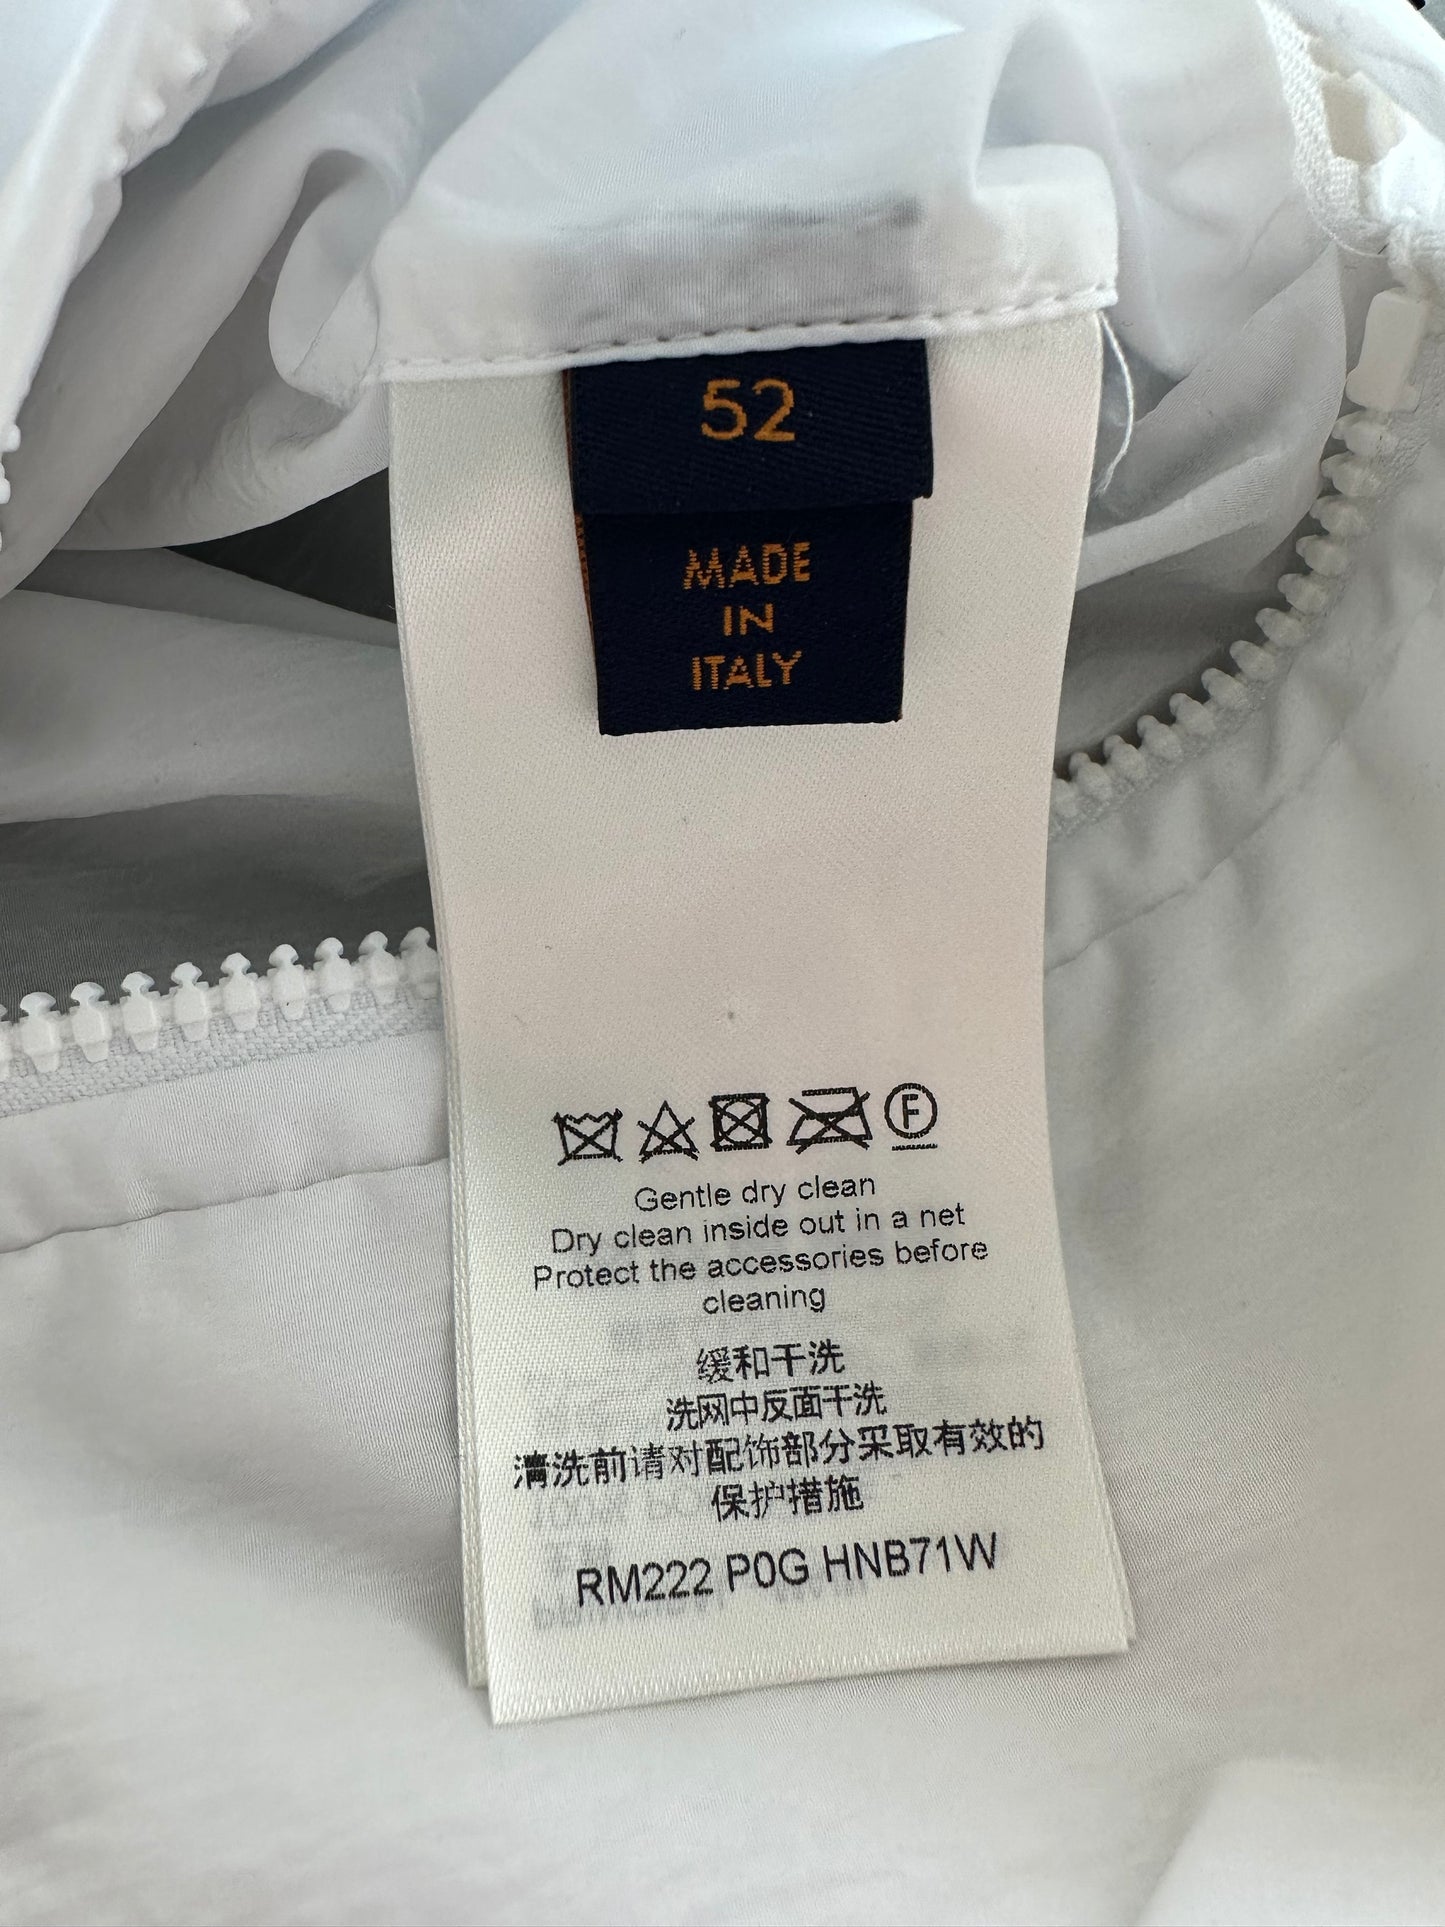 52
MADE
IN
ITALY
F
Gentle dry clean
Dry clean inside out in a net
Protect the accessories before
cleaning
缓和干洗
洗网中反面干洗
清洗前请对配饰部分采取有效的
保护措施
RM222 P0G HNB71W